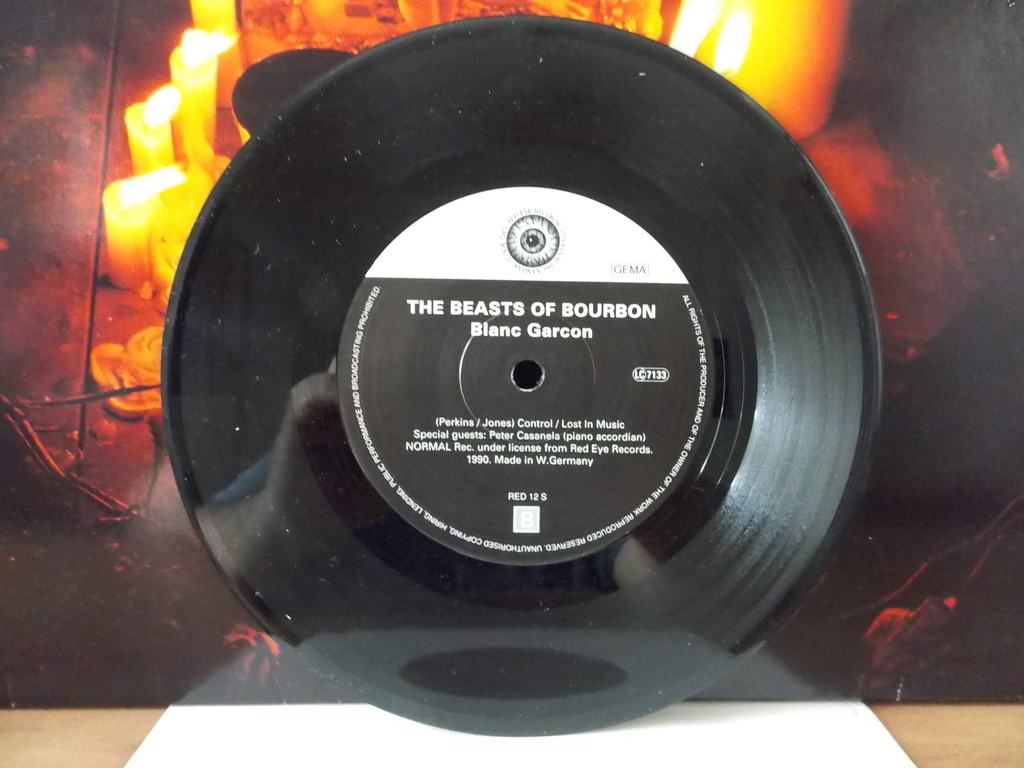 GEMA
THE BEASTS OF BOURBON
Blanc Garcon
LC 7133
(Perkins / Jones) Control / Lost In Music
Special guests: Peter Casanela (piano accordian)
NORMAL Rec. under license from Red Eye Records.
1990. Made in W.Germany
RED 12 S
B
ALL RIGHTS OF THE PRODUCER AND OF THE OWNER OF THE WORK REPRODUCED RESERVED. UNAUTHORISED COPYING, HIRING, LENDING, PUBLIC PERFORMANCE AND BROADCASTING PROHIBITED.